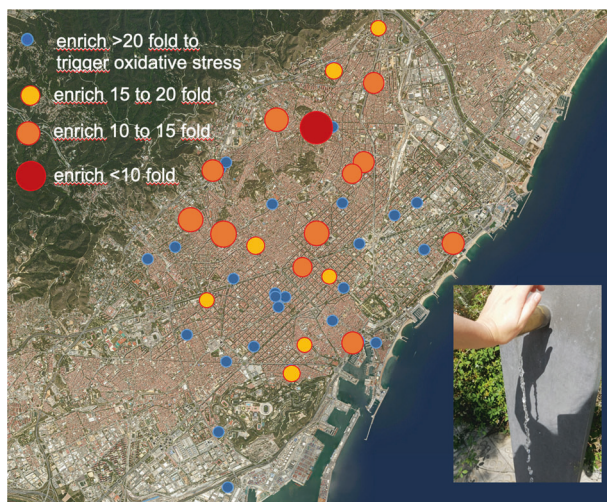 enrich >20 fold to
trigger oxidative stress
enrich 15 to 20 fold
enrich 10 to 15 fold
enrich <10 fold